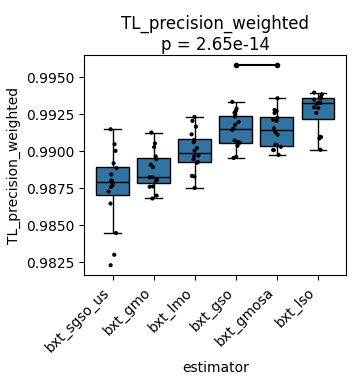 TL_precision_weighted
p = 2.65e-14
TL_precision_weighted
0.9950
0.9925
0.9900
0.9875
0.9850
0.9825
bxt_sgso_us
bxt_gmo
bxt_lmo
bxt_gso
bxt_gmosa
bxt_lso
estimator